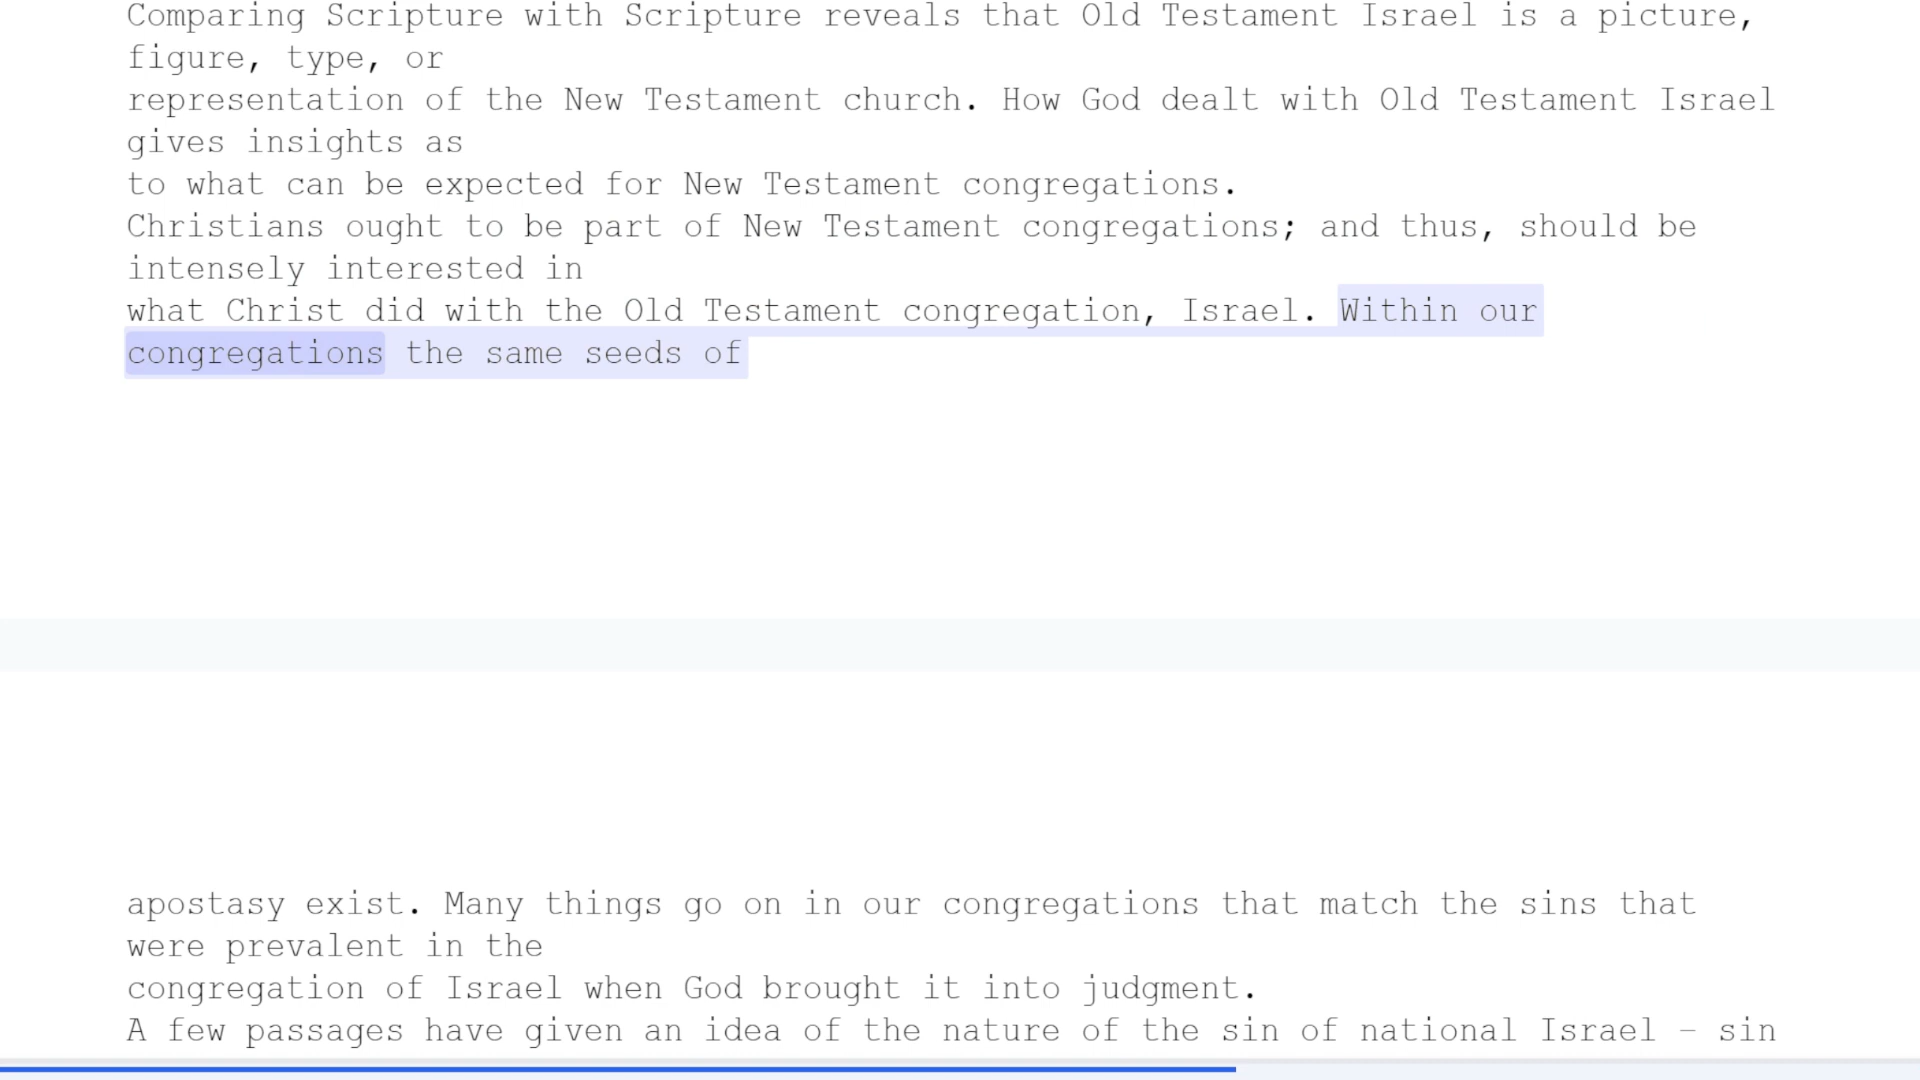 Comparing Scripture with Scripture reveals that Old Testament Israel is a picture,
figure, type, or
representation of the New Testament church. How God dealt with Old Testament Israel
gives insights as
to what can be expected for New Testament congregations.
Christians ought to be part of New Testament congregations; and thus, should be
intensely interested in
what Christ did with the Old Testament congregation, Israel. Within our
congregations the same seeds of
apostasy exist. Many things go on in our congregations that match the sins that
were prevalent in the
congregation of Israel when God brought it into judgment.
A few passages have given an idea of the nature of the sin of national Israel – sin